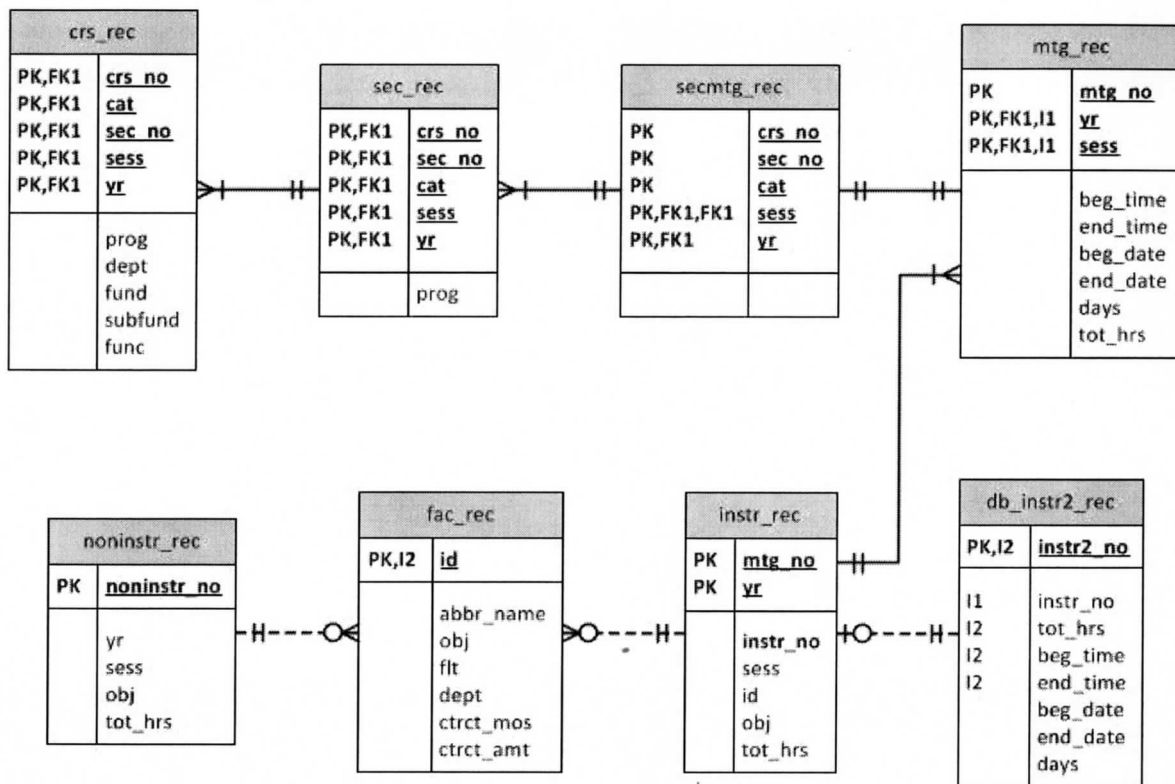 crs_rec
PK,FK1 crs_no
PK,FK1 cat
PK,FK1 sec_no
PK,FK1 sess
PK,FK1 yr
prog
dept
fund
subfund
func
sec_rec
PK,FK1 crs_no
PK,FK1 sec_no
PK,FK1 cat
PK,FK1 sess
PK,FK1 yr
prog
secmtg_rec
PK crs_no
PK sec_no
PK cat
PK,FK1,FK1 sess
PK,FK1 yr
mtg_rec
PK mtg_no
PK,FK1,I1 yr
PK,FK1,I1 sess
beg_time
end_time
beg_date
end_date
days
tot_hrs
noninstr_rec
PK noninstr_no
yr
sess
obj
tot_hrs
fac_rec
PK,I2 id
abbr_name
obj
flt
dept
ctrct_mos
ctrct_amt
instr_rec
PK mtg_no
PK yr
instr_no
sess
id
obj
tot_hrs
db_instr2_rec
PK,I2 instr2_no
I1 instr_no
I2 tot_hrs
I2 beg_time
I2 end_time
beg_date
end_date
days